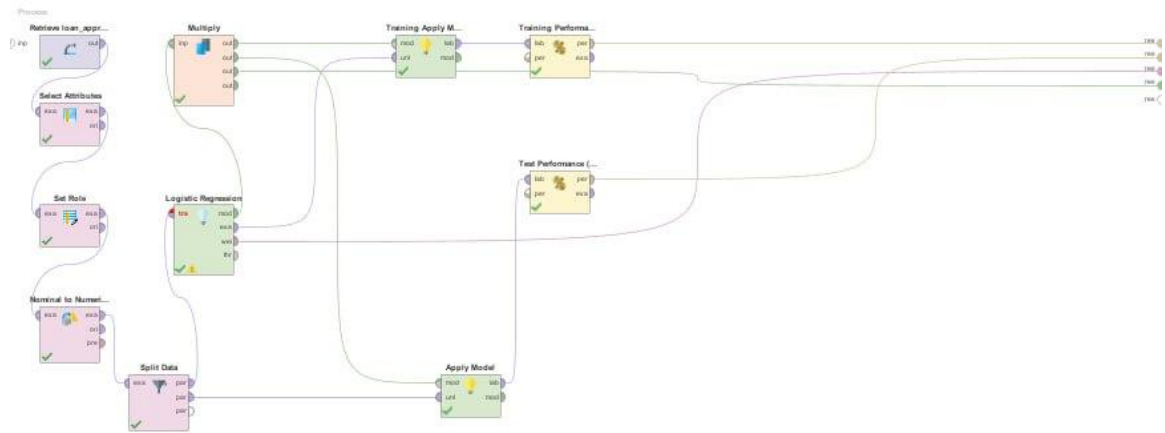 Process
Retrieve loan_appr...
inp
out
Multiply
inp out
out
out
out
Training Apply M...
mod lab
unl mod
Training Performa...
lab per
per exa
res
res
res
res
res
Select Attributes
exa exa
ori
Test Performance (...
lab per
per exa
Set Role
exa exa
ori
Logistic Regression
tra mod
exa
wei
thr
Nominal to Numeri...
exa exa
ori
pre
Split Data
exa par
par
par
Apply Model
mod lab
unl mod